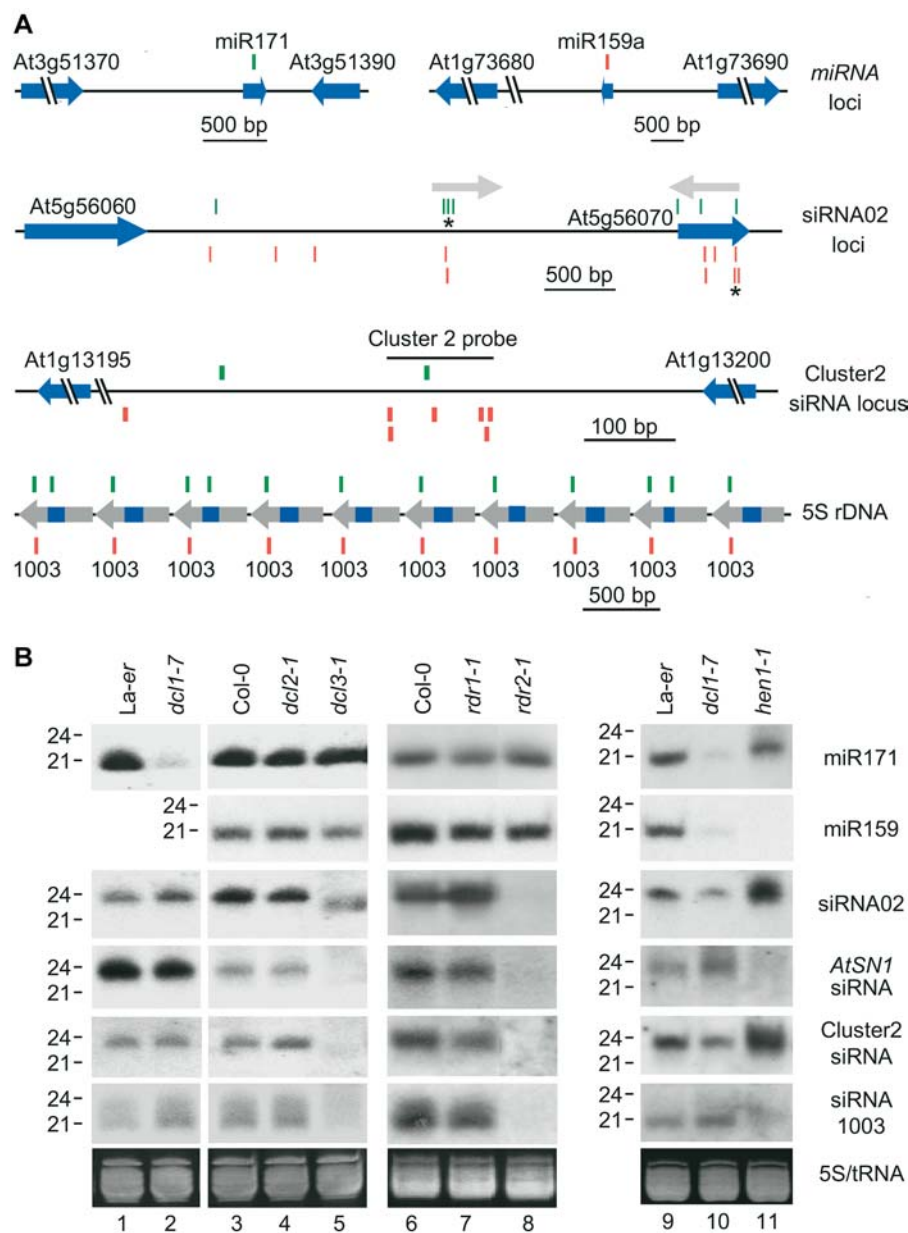 A
miR171 miR159a
At3g51370 At3g51390 At1g73680 At1g73690 miRNA
loci
500 bp 500 bp
At5g56060 * At5g56070 siRNA02
loci
500 bp *
Cluster 2 probe
At1g13195 At1g13200 Cluster2
siRNA locus
100 bp
5S rDNA
1003 1003 1003 1003 1003 1003 1003 1003 1003 1003
500 bp
B
La-er dcl1-7 Col-0 dcl2-1 dcl3-1 Col-0 rdr1-1 rdr2-1 La-er dcl1-7 hen1-1
24- 24-
21- 21- miR171
24- 24-
21- 21- miR159
24- 24-
21- 21- siRNA02
24- 24- AtSN1
21- 21- siRNA
24- 24- Cluster2
21- 21- siRNA
24- 24- siRNA
21- 21- 1003
5S/tRNA
1 2 3 4 5 6 7 8 9 10 11